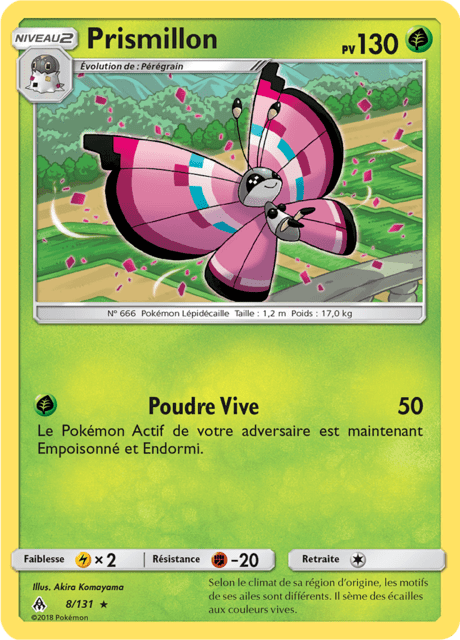 NIVEAU2
Prismillon
PV130
Évolution de : Pérégrain
N° 666 Pokémon Lépidécaille Taille : 1,2 m Poids : 17,0 kg
Poudre Vive 50
Le Pokémon Actif de votre adversaire est maintenant
Empoisonné et Endormi.
Faiblesse ×2 Résistance -20 Retraite
Illus. Akira Komayama
8/131 ★
©2018 Pokémon
Selon le climat de sa région d'origine, les motifs
de ses ailes sont différents. Il sème des écailles
aux couleurs vives.